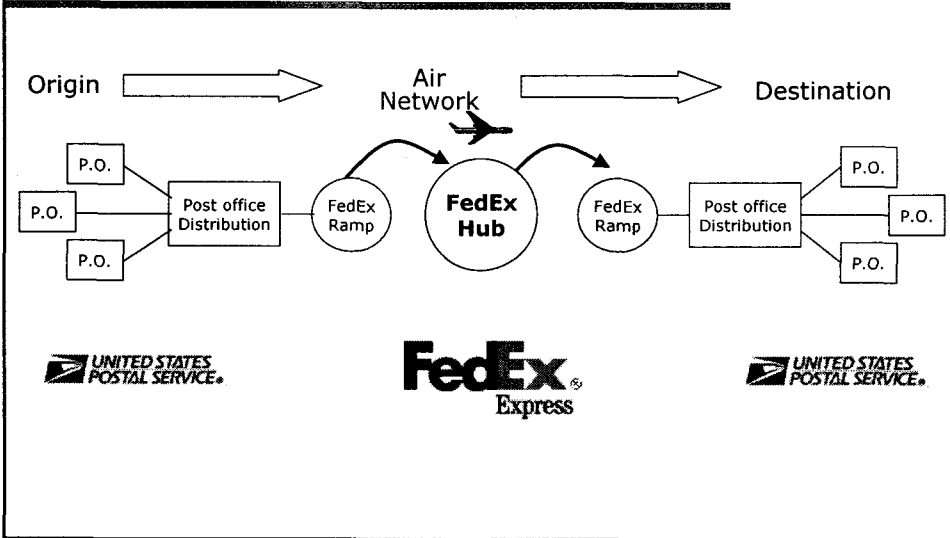 Origin
Air
Network
Destination
P.O.
P.O.
P.O.
Post office
Distribution
FedEx
Ramp
FedEx
Hub
FedEx
Ramp
Post office
Distribution
P.O.
P.O.
P.O.
UNITED STATES
POSTAL SERVICE®
FedEx®
Express
UNITED STATES
POSTAL SERVICE®